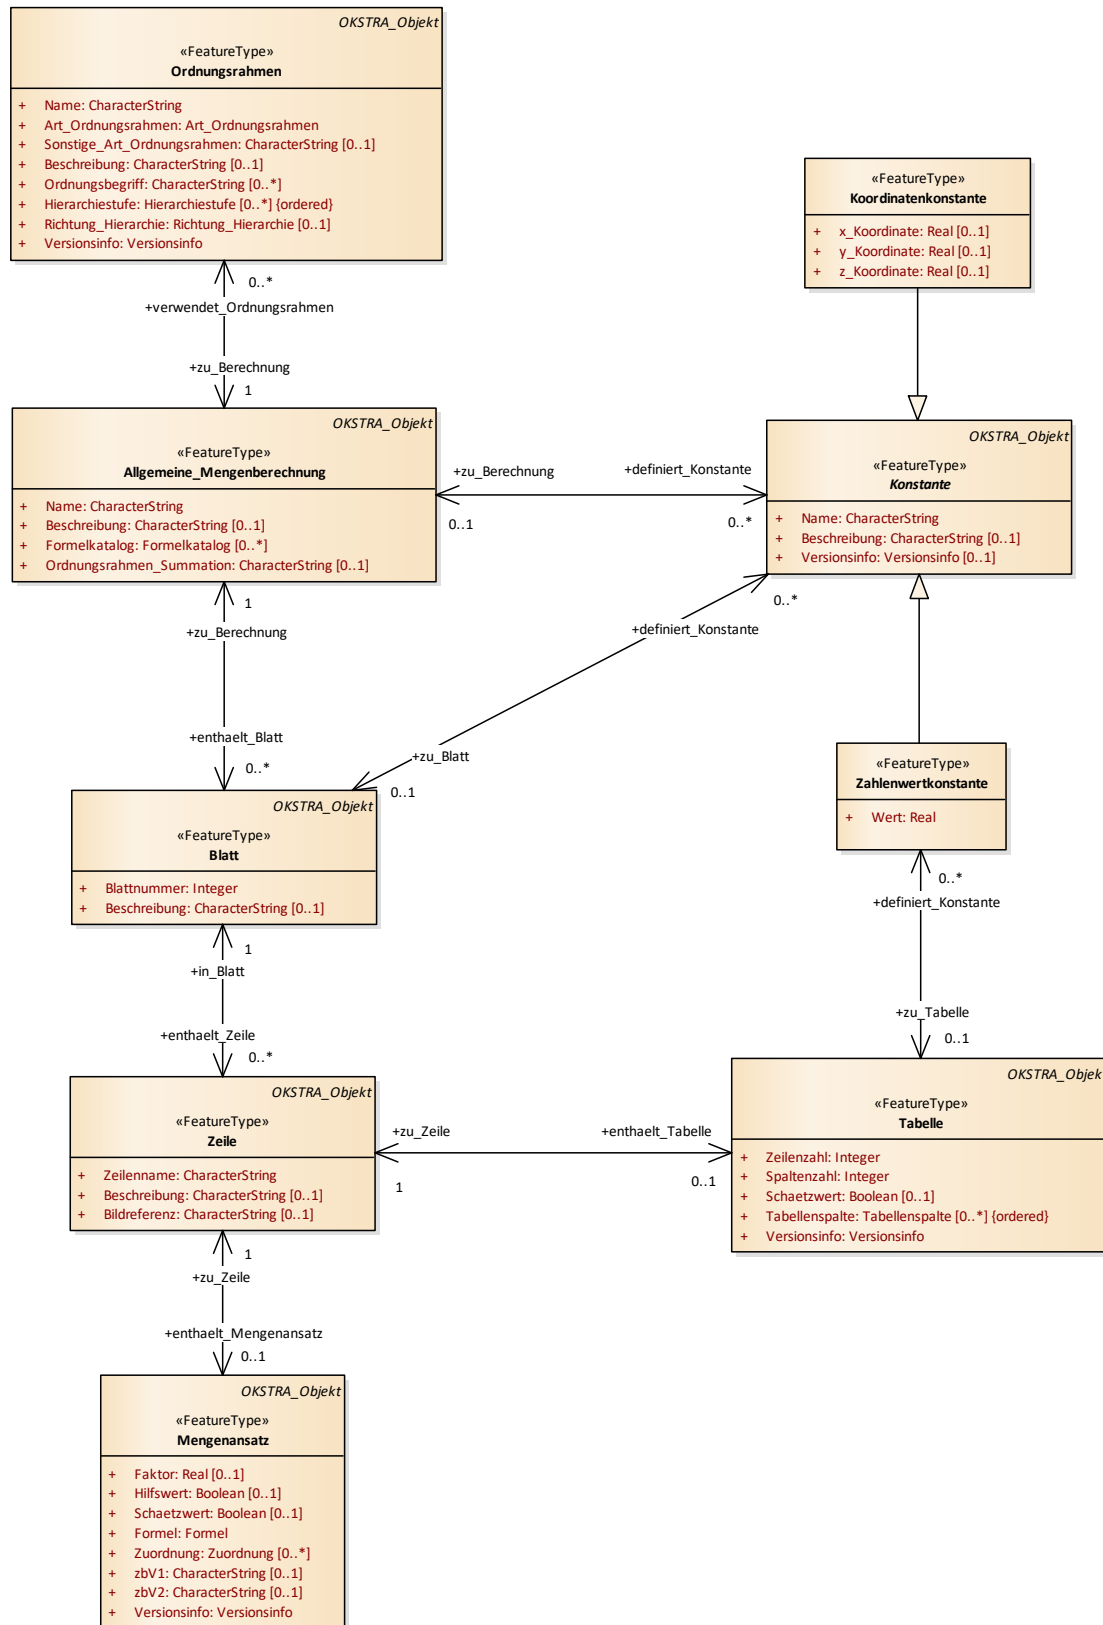 OKSTRA_Objekt
«FeatureType»
Ordnungsrahmen
+ Name: CharacterString
+ Art_Ordnungsrahmen: Art_Ordnungsrahmen
+ Sonstige_Art_Ordnungsrahmen: CharacterString [0..1]
+ Beschreibung: CharacterString [0..1]
+ Ordnungsbegriff: CharacterString [0..*]
+ Hierarchiestufe: Hierarchiestufe [0..*] {ordered}
+ Richtung_Hierarchie: Richtung_Hierarchie [0..1]
+ Versionsinfo: Versionsinfo
«FeatureType»
Koordinatenkonstante
+ x_Koordinate: Real [0..1]
+ y_Koordinate: Real [0..1]
+ z_Koordinate: Real [0..1]
0..*
+verwendet_Ordnungsrahmen
+zu_Berechnung
1
OKSTRA_Objekt
«FeatureType»
Allgemeine_Mengenberechnung
+ Name: CharacterString
+ Beschreibung: CharacterString [0..1]
+ Formelkatalog: Formelkatalog [0..*]
+ Ordnungsrahmen_Summation: CharacterString [0..1]
+zu_Berechnung
0..1
+definiert_Konstante
0..*
OKSTRA_Objekt
«FeatureType»
Konstante
+ Name: CharacterString
+ Beschreibung: CharacterString [0..1]
+ Versionsinfo: Versionsinfo [0..1]
1
+zu_Berechnung
+enthaelt_Blatt
0..*
0..*
+definiert_Konstante
+zu_Blatt
0..1
OKSTRA_Objekt
«FeatureType»
Blatt
+ Blattnummer: Integer
+ Beschreibung: CharacterString [0..1]
«FeatureType»
Zahlenwertkonstante
+ Wert: Real
0..*
+definiert_Konstante
+zu_Tabelle
0..1
1
+in_Blatt
+enthaelt_Zeile
0..*
OKSTRA_Objekt
«FeatureType»
Zeile
+ Zeilenname: CharacterString
+ Beschreibung: CharacterString [0..1]
+ Bildreferenz: CharacterString [0..1]
+zu_Zeile
1
+enthaelt_Tabelle
0..1
OKSTRA_Objek
«FeatureType»
Tabelle
+ Zeilenzahl: Integer
+ Spaltenzahl: Integer
+ Schaetzwert: Boolean [0..1]
+ Tabellenspalte: Tabellenspalte [0..*] {ordered}
+ Versionsinfo: Versionsinfo
1
+zu_Zeile
+enthaelt_Mengenansatz
0..1
OKSTRA_Objekt
«FeatureType»
Mengenansatz
+ Faktor: Real [0..1]
+ Hilfswert: Boolean [0..1]
+ Schaetzwert: Boolean [0..1]
+ Formel: Formel
+ Zuordnung: Zuordnung [0..*]
+ zbV1: CharacterString [0..1]
+ zbV2: CharacterString [0..1]
+ Versionsinfo: Versionsinfo